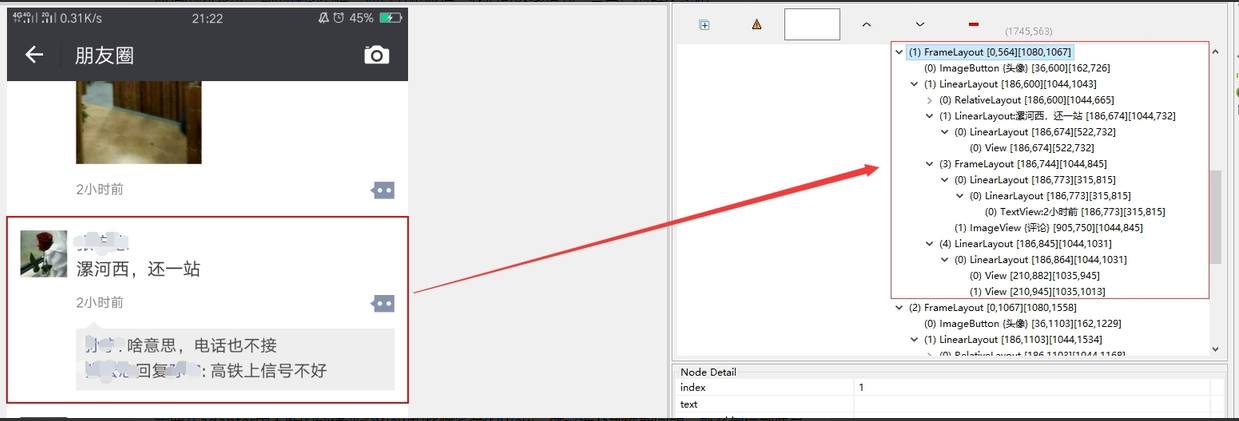 4G 4G 2G 0.31K/s 21:22 45%
朋友圈
2小时前
漯河西，还一站
2小时前
: 啥意思，电话也不接
回复 : 高铁上信号不好
(1745,563)
(1) FrameLayout [0,564][1080,1067]
(0) ImageButton {头像} [36,600][162,726]
(1) LinearLayout [186,600][1044,1043]
(0) RelativeLayout [186,600][1044,665]
(1) LinearLayout:漯河西，还一站 [186,674][1044,732]
(0) LinearLayout [186,674][522,732]
(0) View [186,674][522,732]
(3) FrameLayout [186,744][1044,845]
(0) LinearLayout [186,773][315,815]
(0) LinearLayout [186,773][315,815]
(0) TextView:2小时前 [186,773][315,815]
(1) ImageView {评论} [905,750][1044,845]
(4) LinearLayout [186,845][1044,1031]
(0) LinearLayout [186,864][1044,1031]
(0) View [210,882][1035,945]
(1) View [210,945][1035,1013]
(2) FrameLayout [0,1067][1080,1558]
(0) ImageButton {头像} [36,1103][162,1229]
(1) LinearLayout [186,1103][1044,1534]
(0) RelativeLayout [186,1103][1044,1168]
Node Detail
index 1
text